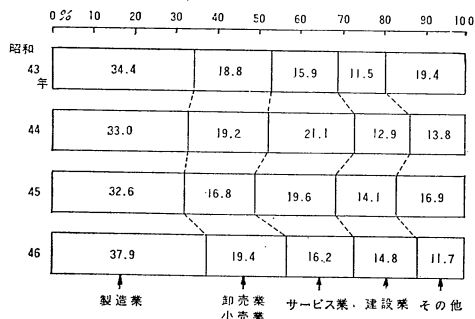 0 % 10 20 30 40 50 60 70 80 90 100
昭和
43 34.4 18.8 15.9 11.5 19.4
年
44 33.0 19.2 21.1 12.9 13.8
45 32.6 16.8 19.6 14.1 16.9
46 37.9 19.4 16.2 14.8 11.7
製造業 卸売業 サービス業 建設業 その他
小売業